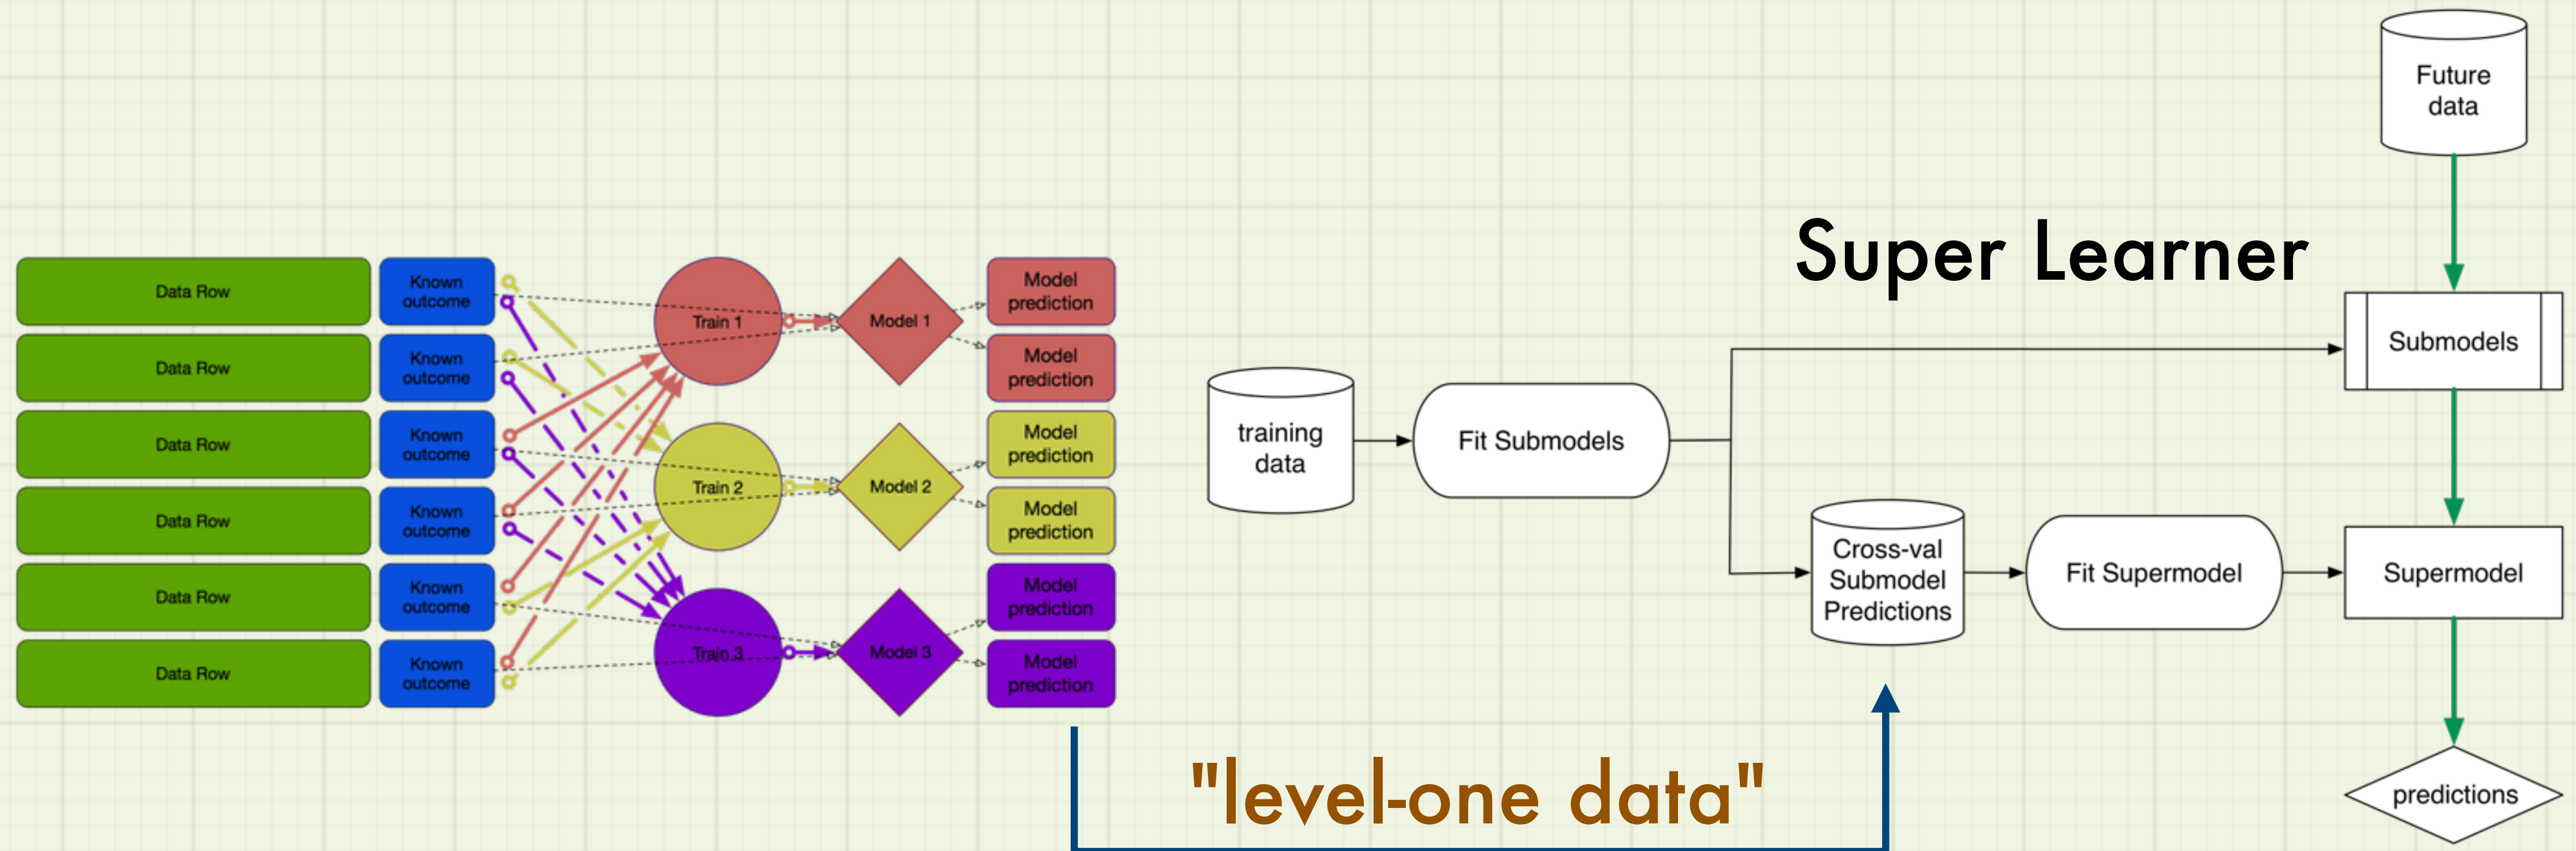 Data Row
Known
outcome
Data Row
Known
outcome
Data Row
Known
outcome
Data Row
Known
outcome
Data Row
Known
outcome
Data Row
Known
outcome
Train 1
Train 2
Train 3
Model 1
Model 2
Model 3
Model
prediction
Model
prediction
Model
prediction
Model
prediction
Model
prediction
Model
prediction
Super Learner
training
data
Fit Submodels
Cross-val
Submodel
Predictions
Fit Supermodel
Future
data
Submodels
Supermodel
predictions
"level-one data"